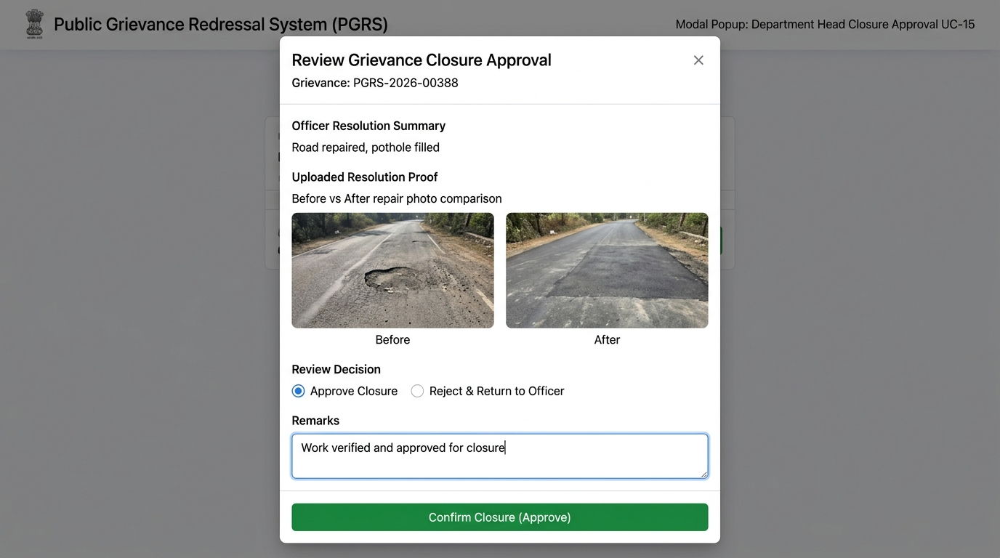 Public Grievance Redressal System (PGRS)
Modal Popup: Department Head Closure Approval UC-15
Review Grievance Closure Approval
Grievance: PGRS-2026-00388
Officer Resolution Summary
Road repaired, pothole filled
Uploaded Resolution Proof
Before vs After repair photo comparison
Before
After
Review Decision
Approve Closure
Reject & Return to Officer
Remarks
Work verified and approved for closure
Confirm Closure (Approve)